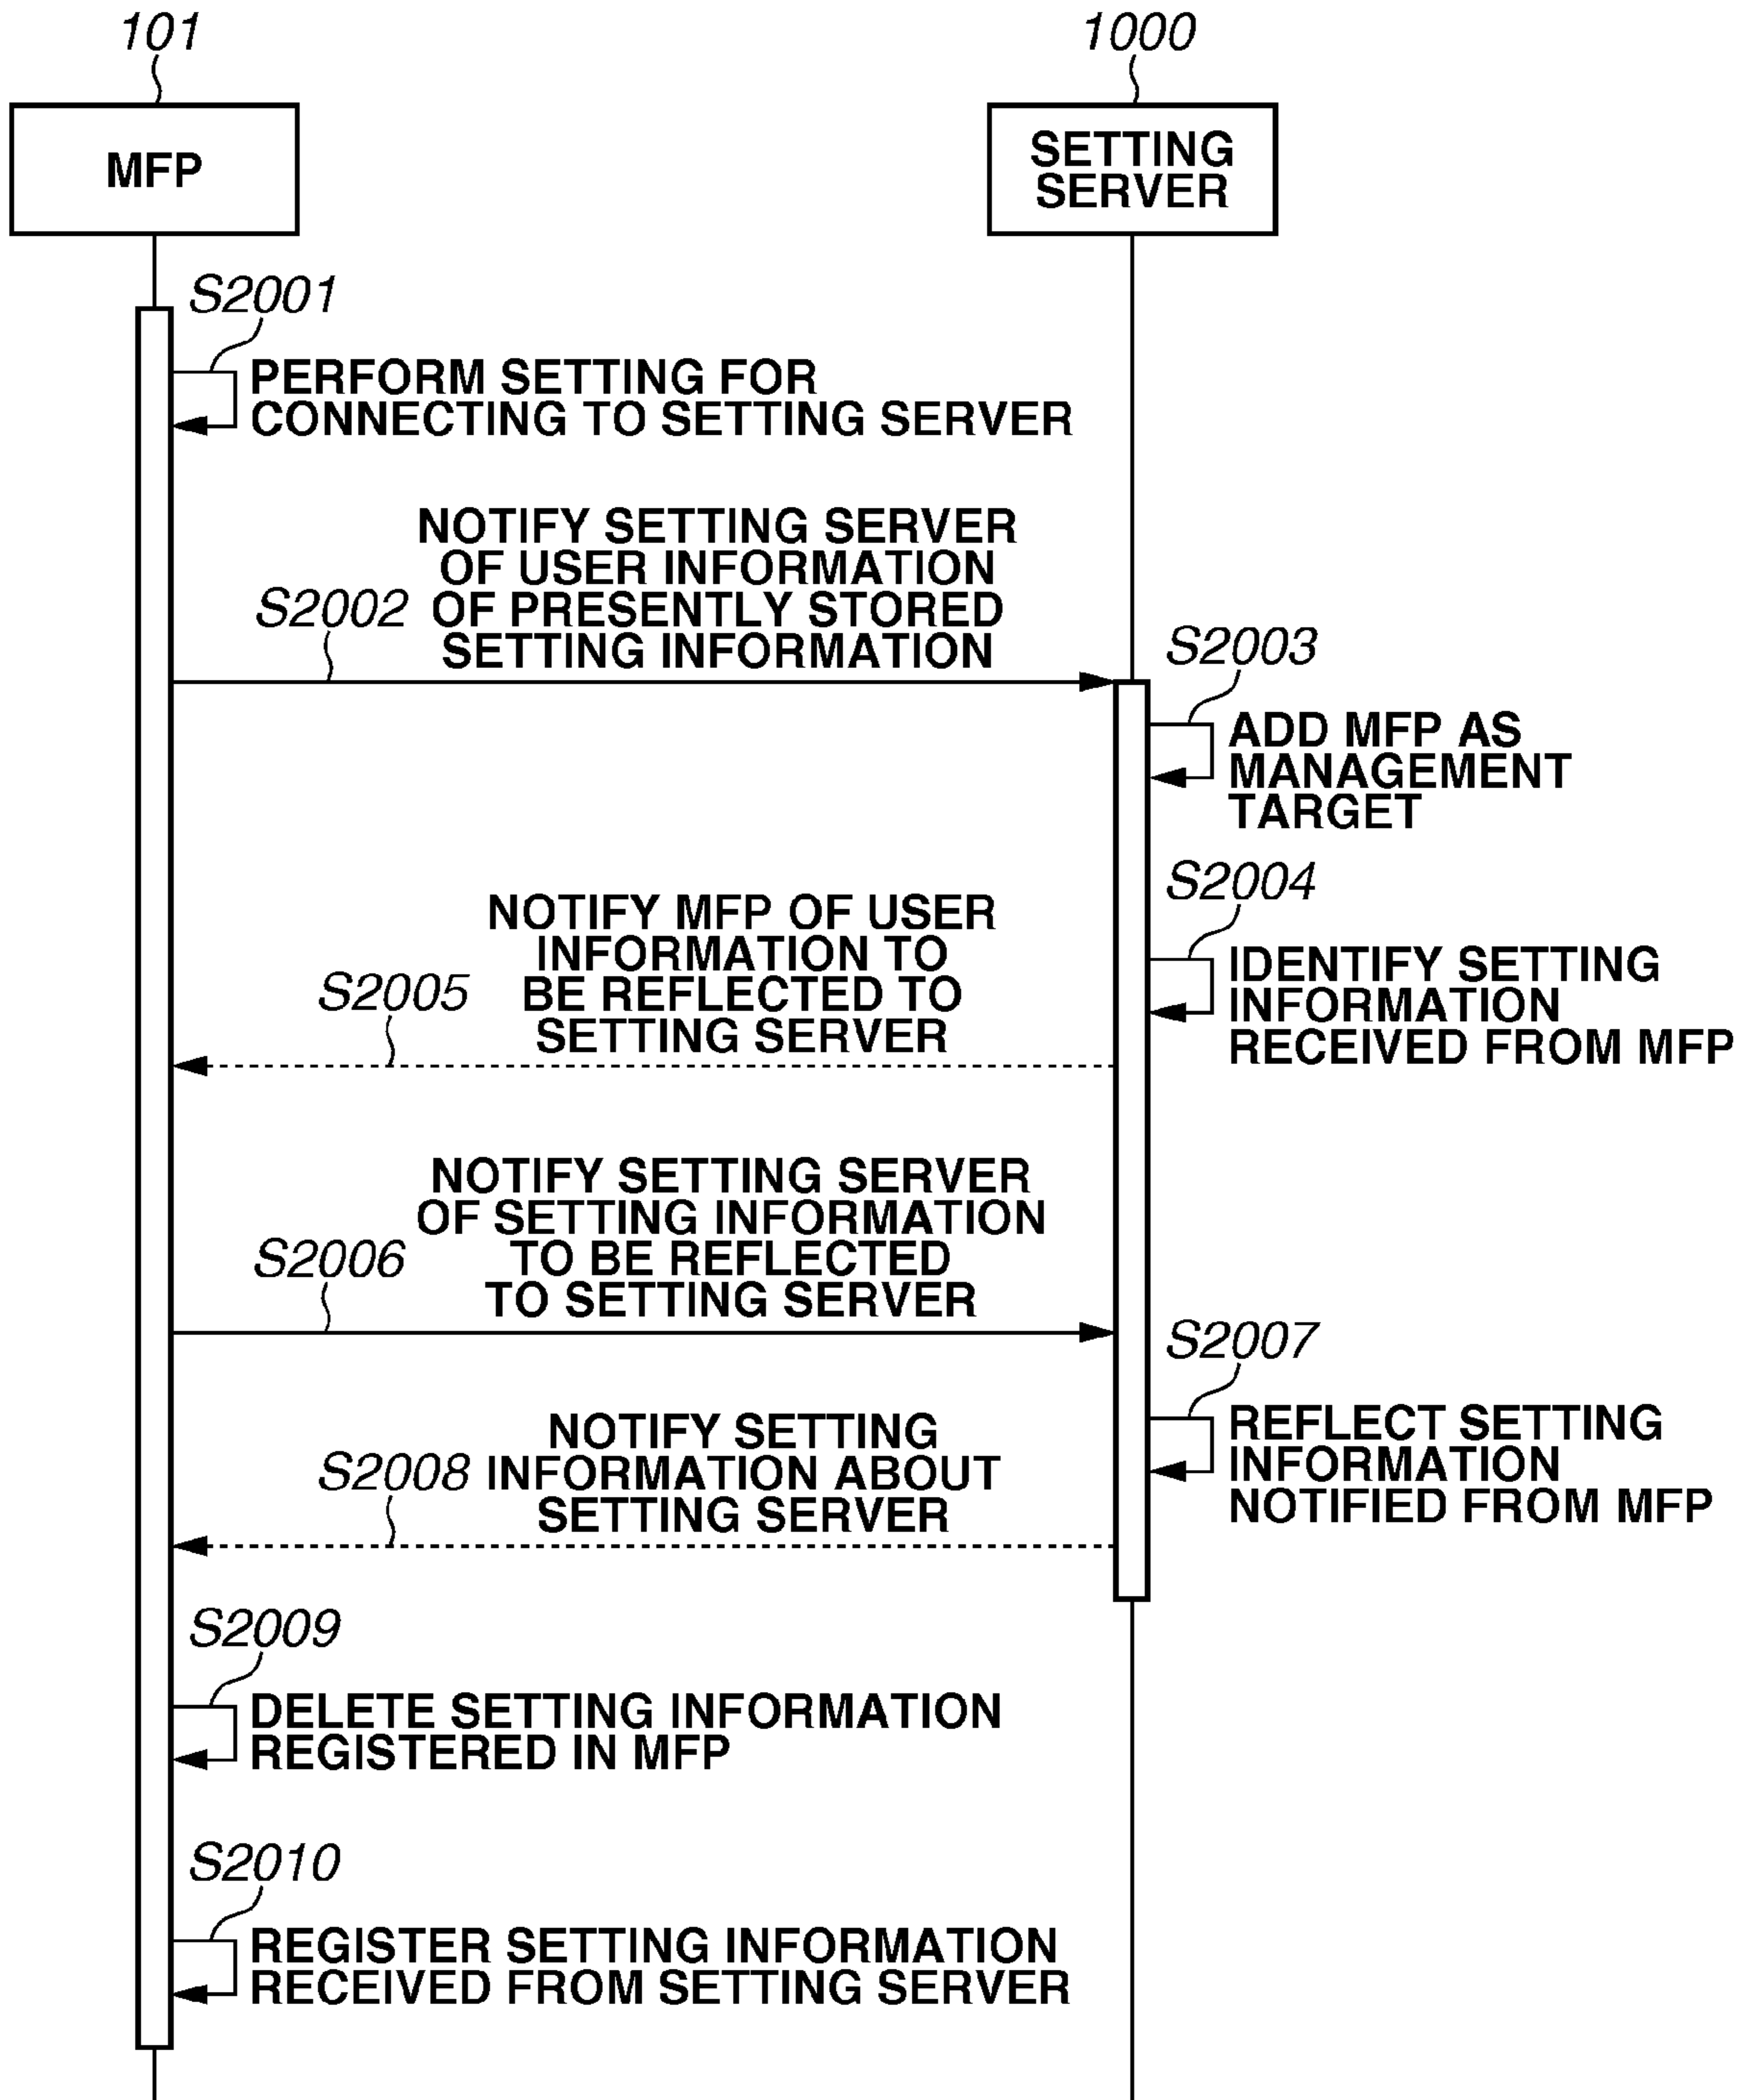 101
1000
MFP
SETTING
SERVER
S2001
PERFORM SETTING FOR
CONNECTING TO SETTING SERVER
NOTIFY SETTING SERVER
OF USER INFORMATION
S2002 OF PRESENTLY STORED
SETTING INFORMATION
S2003
ADD MFP AS
MANAGEMENT
TARGET
S2004
IDENTIFY SETTING
INFORMATION
RECEIVED FROM MFP
NOTIFY MFP OF USER
INFORMATION TO
S2005 BE REFLECTED TO
SETTING SERVER
NOTIFY SETTING SERVER
OF SETTING INFORMATION
S2006 TO BE REFLECTED
TO SETTING SERVER
S2007
REFLECT SETTING
INFORMATION
NOTIFIED FROM MFP
NOTIFY SETTING
S2008 INFORMATION ABOUT
SETTING SERVER
S2009
DELETE SETTING INFORMATION
REGISTERED IN MFP
S2010
REGISTER SETTING INFORMATION
RECEIVED FROM SETTING SERVER